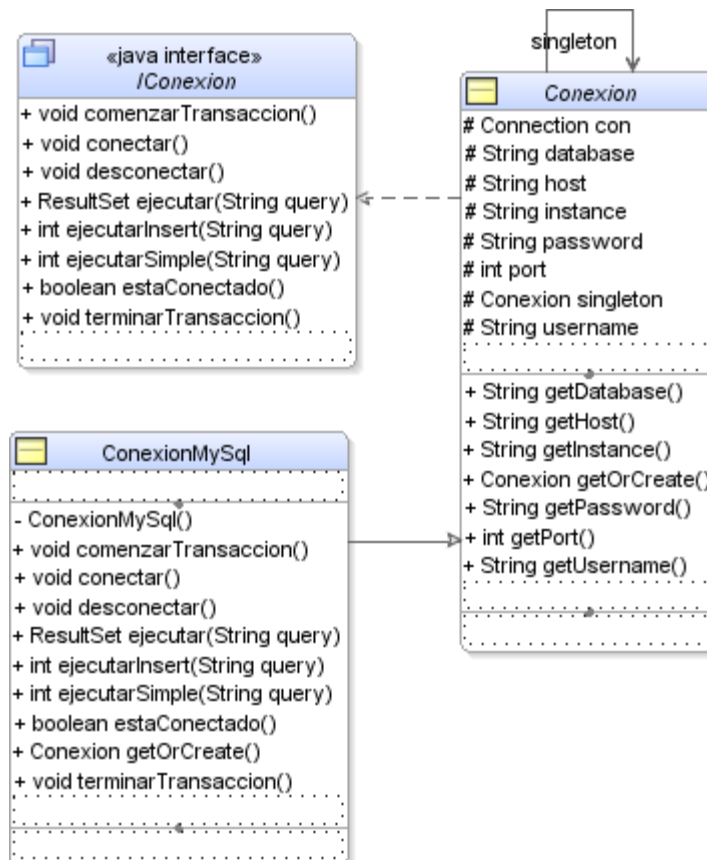 «java interface»
IConexion
+ void comenzarTransaccion()
+ void conectar()
+ void desconectar()
+ ResultSet ejecutar(String query)
+ int ejecutarInsert(String query)
+ int ejecutarSimple(String query)
+ boolean estaConectado()
+ void terminarTransaccion()
singleton
Conexion
# Connection con
# String database
# String host
# String instance
# String password
# int port
# Conexion singleton
# String username
+ String getDatabase()
+ String getHost()
+ String getInstance()
+ Conexion getOrCreate()
+ String getPassword()
+ int getPort()
+ String getUsername()
ConexionMySql
- ConexionMySql()
+ void comenzarTransaccion()
+ void conectar()
+ void desconectar()
+ ResultSet ejecutar(String query)
+ int ejecutarInsert(String query)
+ int ejecutarSimple(String query)
+ boolean estaConectado()
+ Conexion getOrCreate()
+ void terminarTransaccion()